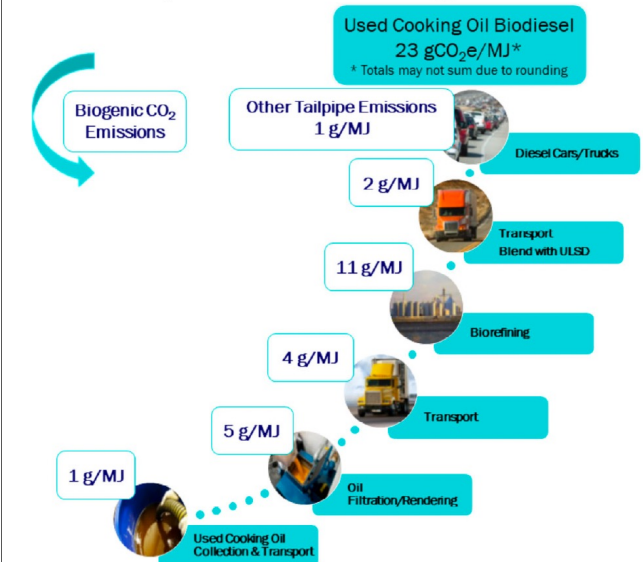 Used Cooking Oil Biodiesel
23 gCO₂e/MJ*
* Totals may not sum due to rounding
Biogenic CO₂
Emissions
Other Tailpipe Emissions
1 g/MJ
Diesel Cars/Trucks
2 g/MJ
Transport
Blend with ULSD
11 g/MJ
Biorefining
4 g/MJ
Transport
5 g/MJ
Oil
Filtration/Rendering
1 g/MJ
Used Cooking Oil
Collection & Transport